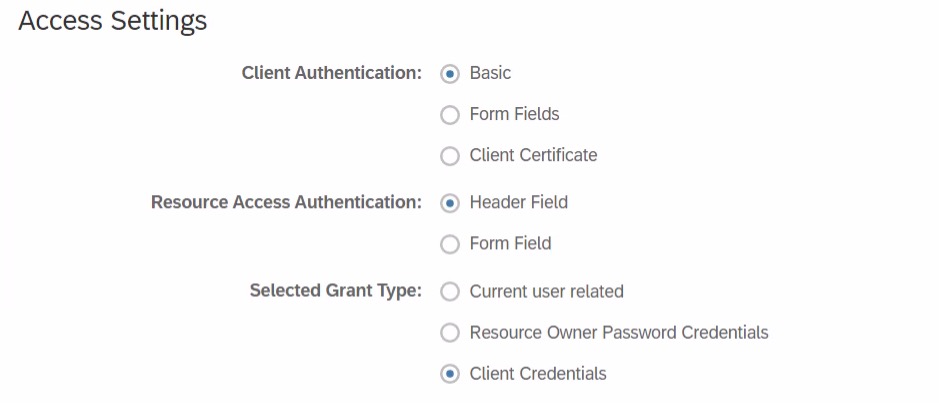 Access Settings
Client Authentication: Basic
Form Fields
Client Certificate
Resource Access Authentication: Header Field
Form Field
Selected Grant Type: Current user related
Resource Owner Password Credentials
Client Credentials